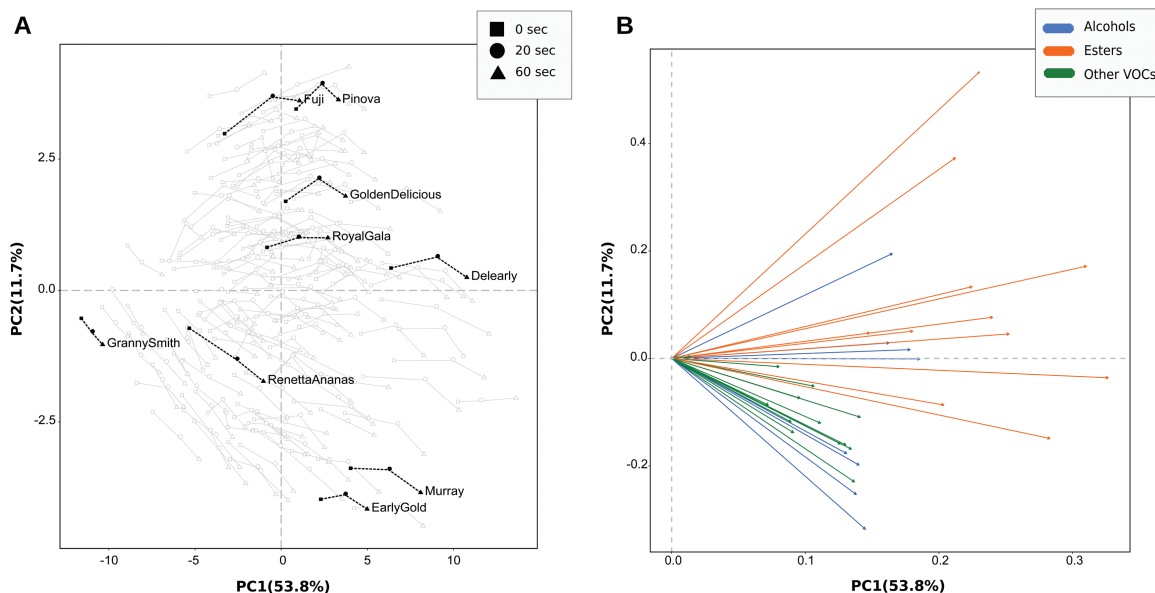 A
0 sec
20 sec
60 sec
Fuji
Pinova
GoldenDelicious
RoyalGala
Delearly
GrannySmith
RenettaAnanas
Murray
EarlyGold
2.5
0.0
-2.5
PC2(11.7%)
-10
-5
0
5
10
PC1(53.8%)
B
Alcohols
Esters
Other VOCs
0.4
0.2
0.0
-0.2
PC2(11.7%)
0.0
0.1
0.2
0.3
PC1(53.8%)